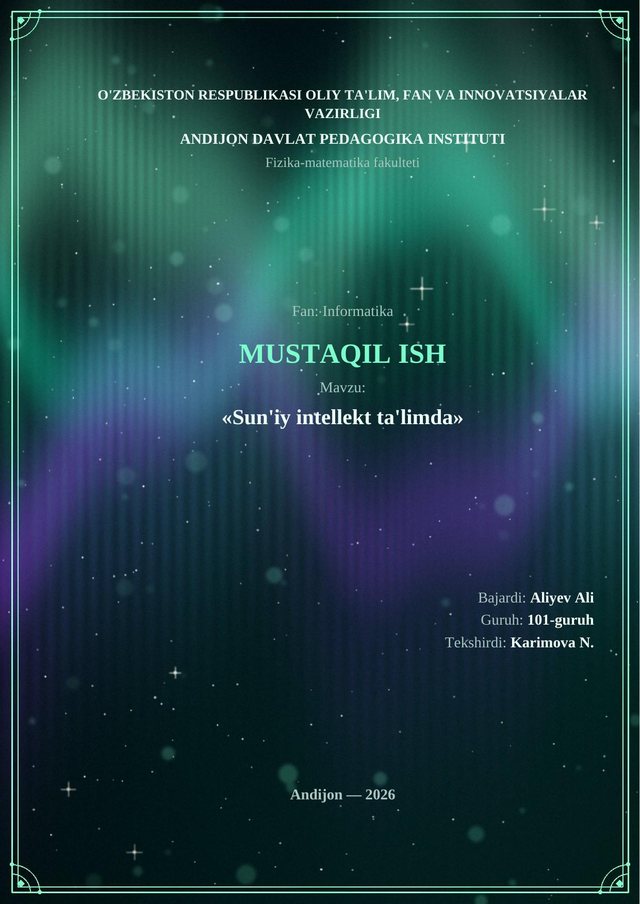 O'ZBEKISTON RESPUBLIKASI OLIY TA'LIM, FAN VA INNOVATSIYALAR
VAZIRLIGI
ANDIJON DAVLAT PEDAGOGIKA INSTITUTI
Fizika-matematika fakulteti
Fan: Informatika
MUSTAQIL ISH
Mavzu:
«Sun'iy intellekt ta'limda»
Bajardi: Aliyev Ali
Guruh: 101-guruh
Tekshirdi: Karimova N.
Andijon — 2026